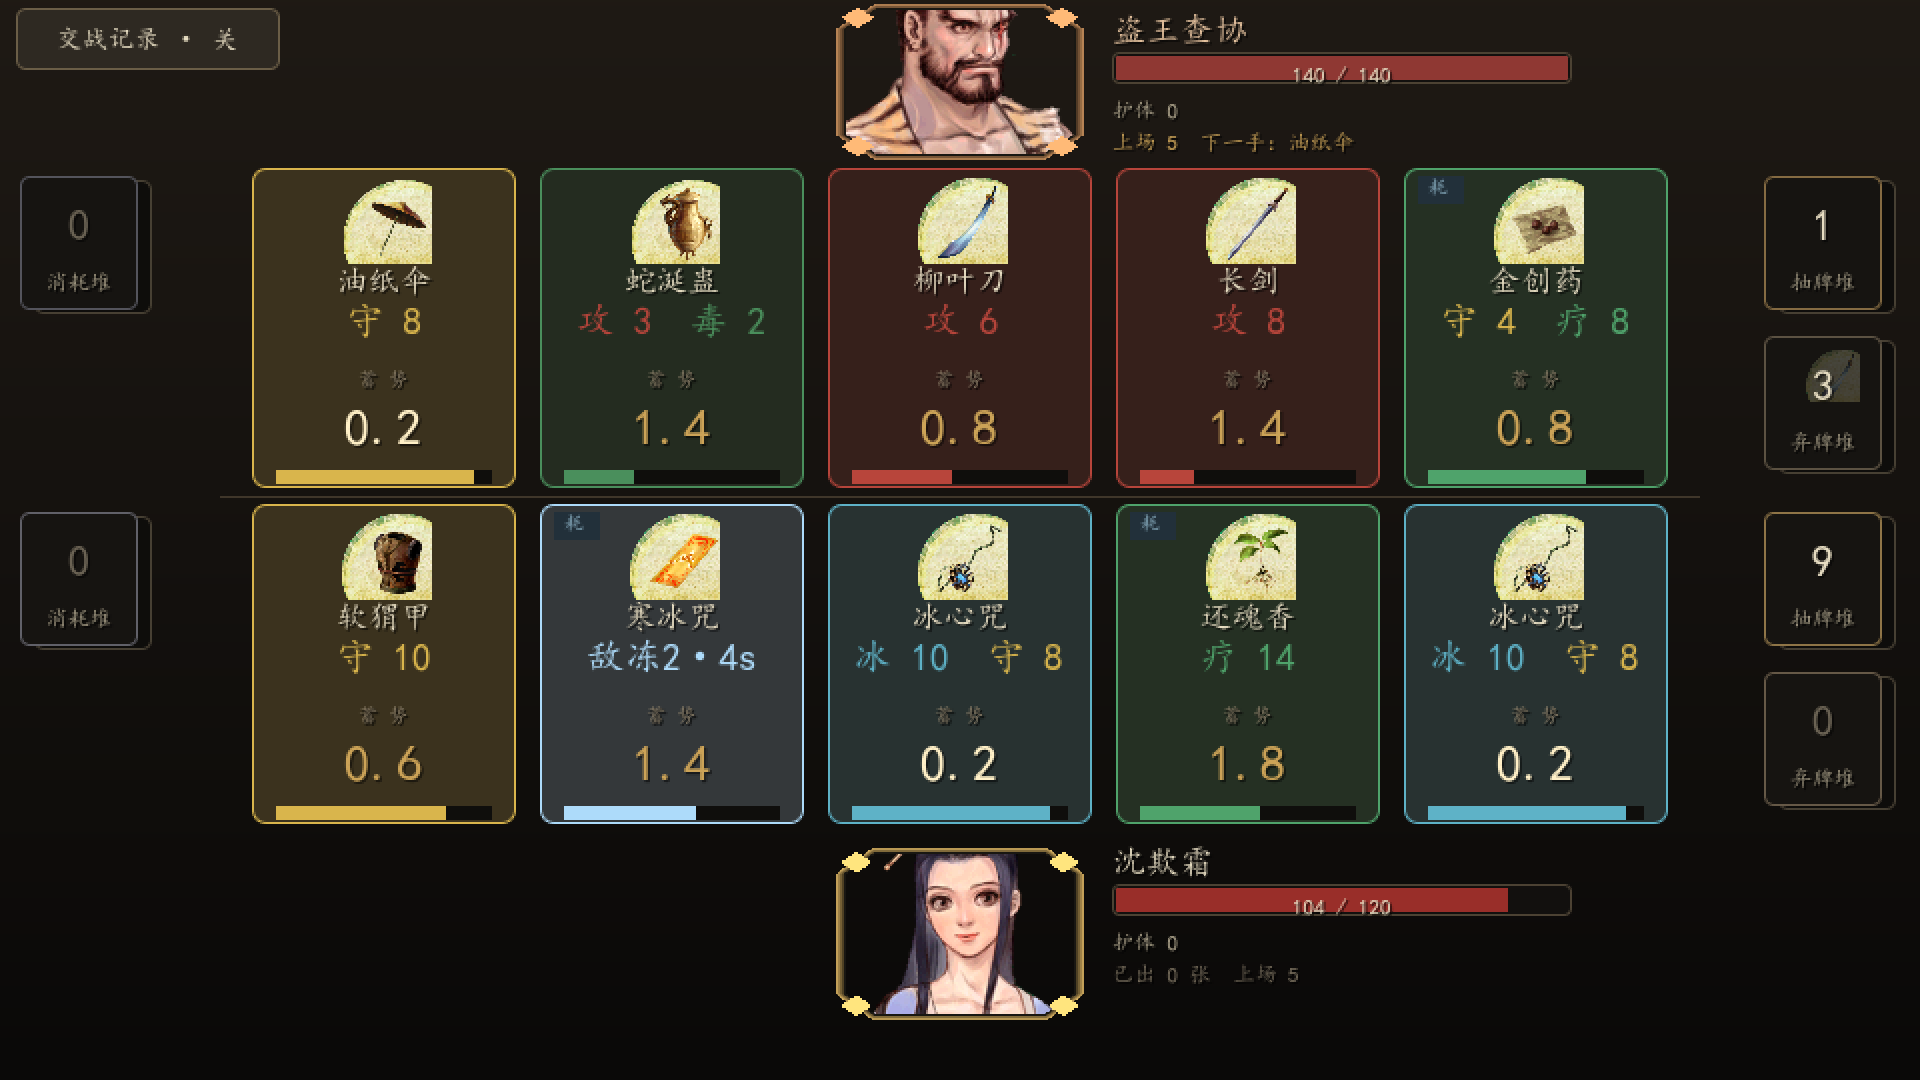 交战记录 · 关
盗王查协
140 / 140
护体 0
上场 5 下一手: 油纸伞
0
消耗堆
油纸伞
守 8
蓄 势
0.2
蛇涎蛊
攻 3 毒 2
蓄 势
1.4
柳叶刀
攻 6
蓄 势
0.8
长剑
攻 8
蓄 势
1.4
耗
金创药
守 4 疗 8
蓄 势
0.8
1
抽牌堆
3
弃牌堆
0
消耗堆
软猬甲
守 10
蓄 势
0.6
耗
寒冰咒
敌冻2·4s
蓄 势
1.4
冰心咒
冰 10 守 8
蓄 势
0.2
耗
还魂香
疗 14
蓄 势
1.8
冰心咒
冰 10 守 8
蓄 势
0.2
9
抽牌堆
0
弃牌堆
沈欺霜
104 / 120
护体 0
已出 0 张 上场 5